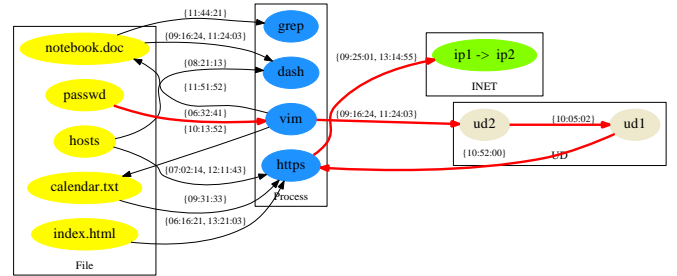 {11:44:21}
grep
notebook.doc
{09:16:24, 11:24:03}
{09:25:01, 13:14:55}
ip1 -> ip2
{08:21:13}
dash
INET
{11:51:52}
passwd
{06:32:41}
vim
{09:16:24, 11:24:03}
ud2
{10:05:02}
ud1
{10:13:52}
hosts
{10:52:00}
UD
https
{07:02:14, 12:11:43}
calendar.txt
{09:31:33}
Process
{06:16:21, 13:21:03}
index.html
File